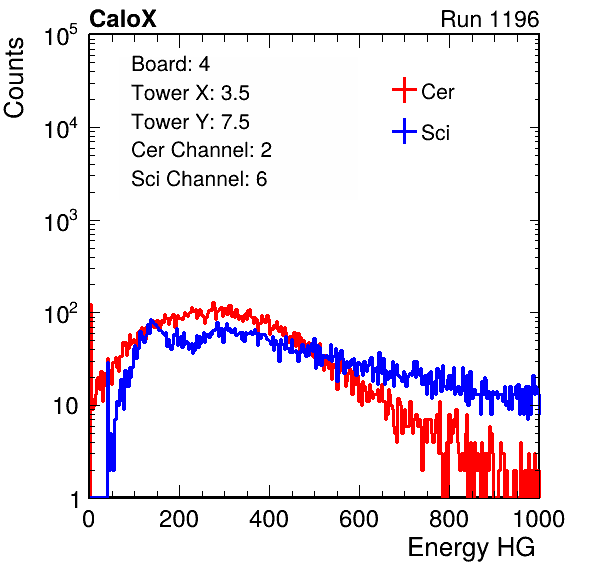 CaloX Run 1196
10^5
Counts
Board: 4
Tower X: 3.5
Tower Y: 7.5
Cer Channel: 2
Sci Channel: 6
Cer
Sci
10^4
10^3
10^2
10
1
0 200 400 600 800 1000
Energy HG